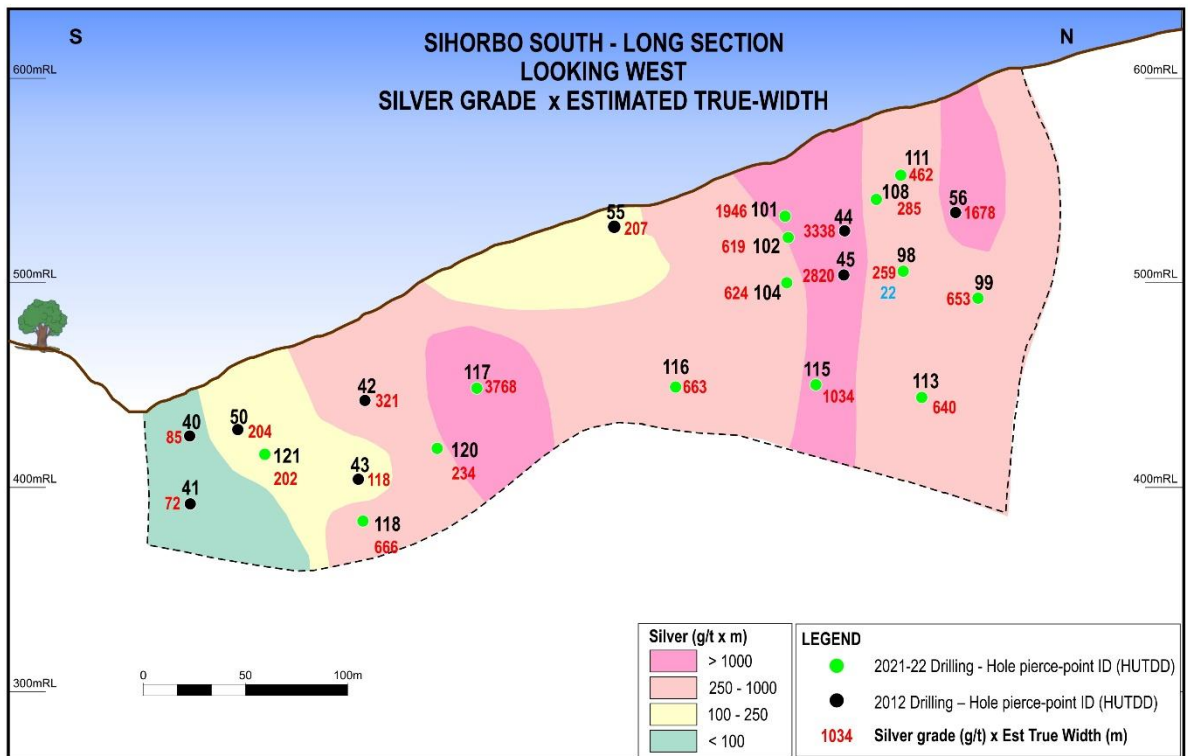 S
N
SIHORBO SOUTH - LONG SECTION
LOOKING WEST
SILVER GRADE x ESTIMATED TRUE-WIDTH
600mRL
600mRL
111
462
108
285
56
1678
55
207
1946 101
619 102
44
3338
45
2820
624 104
98
259
22
99
653
500mRL
500mRL
117
3768
116
663
115
1034
113
640
42
321
40
85
50
204
121
202
43
118
120
234
41
72
118
666
400mRL
400mRL
300mRL
300mRL
0 50 100m
Silver (g/t x m)
> 1000
250 - 1000
100 - 250
< 100
LEGEND
2021-22 Drilling - Hole pierce-point ID (HUTDD)
2012 Drilling – Hole pierce-point ID (HUTDD)
1034 Silver grade (g/t) x Est True Width (m)